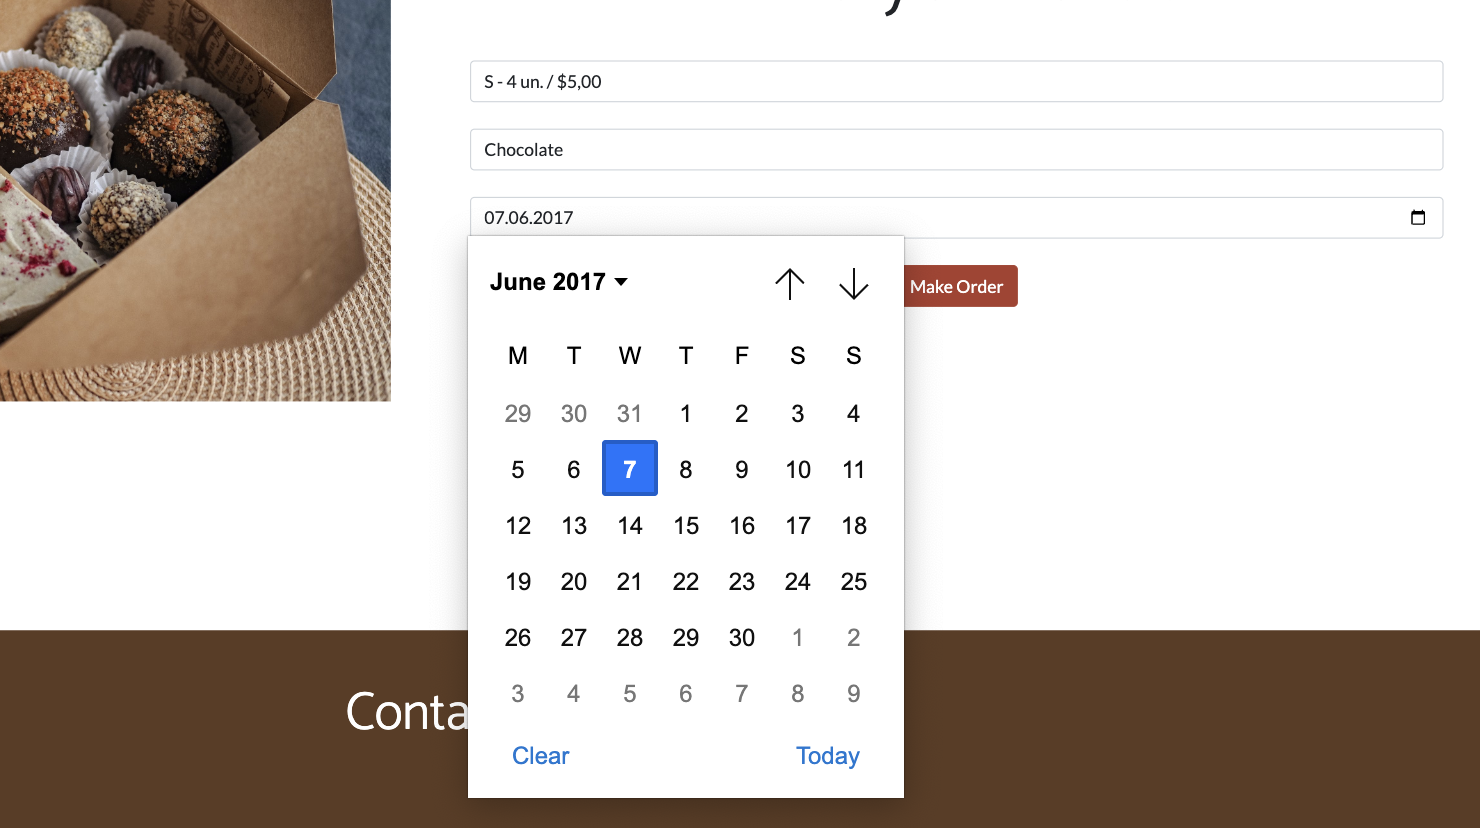 S - 4 un. / $5,00
Chocolate
07.06.2017
June 2017
Make Order
M T W T F S S
29 30 31 1 2 3 4
5 6 7 8 9 10 11
12 13 14 15 16 17 18
19 20 21 22 23 24 25
26 27 28 29 30 1 2
3 4 5 6 7 8 9
Conta
Clear Today